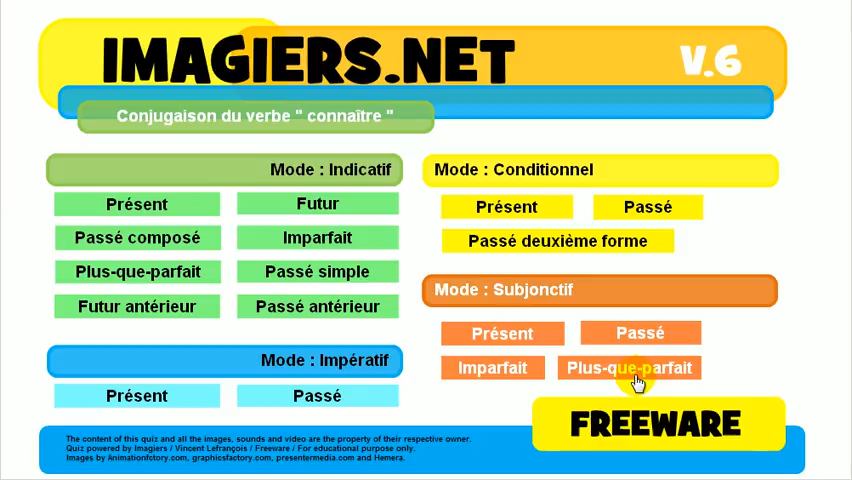 IMAGIERS.NET
V.6
Conjugaison du verbe " connaître "
Mode : Indicatif
Présent
Futur
Passé composé
Imparfait
Plus-que-parfait
Passé simple
Futur antérieur
Passé antérieur
Mode : Impératif
Présent
Passé
Mode : Conditionnel
Présent
Passé
Passé deuxième forme
Mode : Subjonctif
Présent
Passé
Imparfait
Plus-que-parfait
FREEWARE
The content of this quiz and all the images, sounds and video are the property of their respective owner.
Quiz powered by Imagiers / Vincent Lefrançois / Freeware / For educational purpose only.
Images by Animationfctory.com, graphicsfactory.com, presentermedia.com and Hemera.